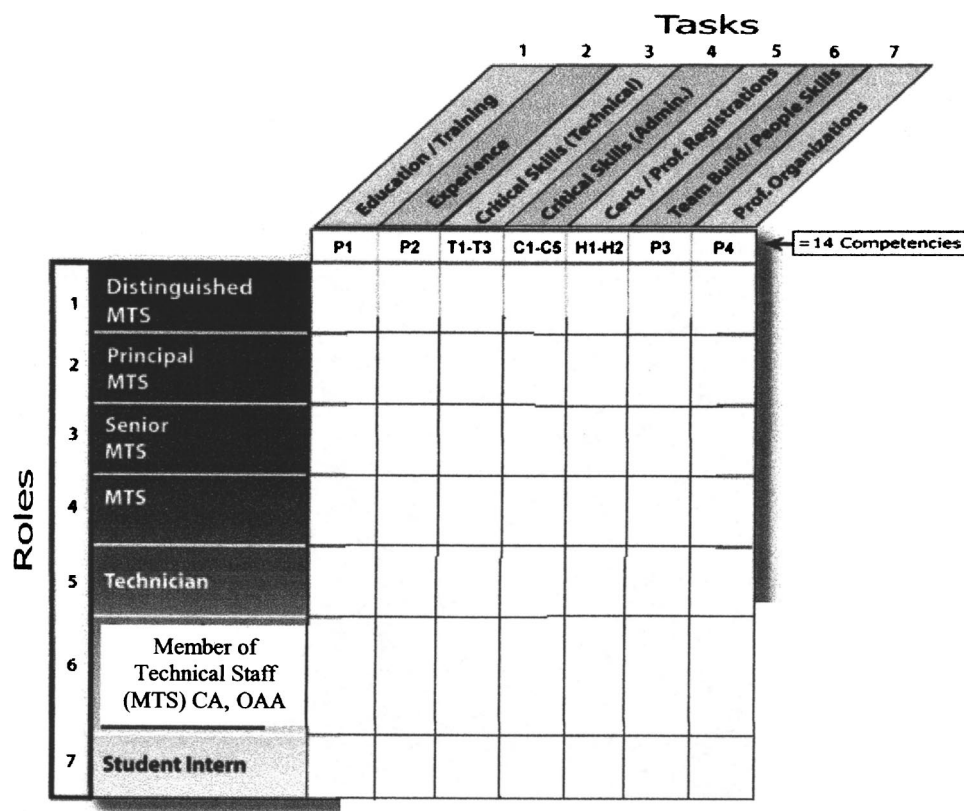 Tasks
1 2 3 4 5 6 7
Education / Training
Experience
Critical Skills (Technical)
Critical Skills (Admin.)
Certs / Prof. Registrations
Team Build/ People Skills
Prof. Organizations
P1 P2 T1-T3 C1-C5 H1-H2 P3 P4
=14 Competencies
Roles
1 Distinguished
MTS
2 Principal
MTS
3 Senior
MTS
4 MTS
5 Technician
6 Member of
Technical Staff
(MTS) CA, OAA
7 Student Intern